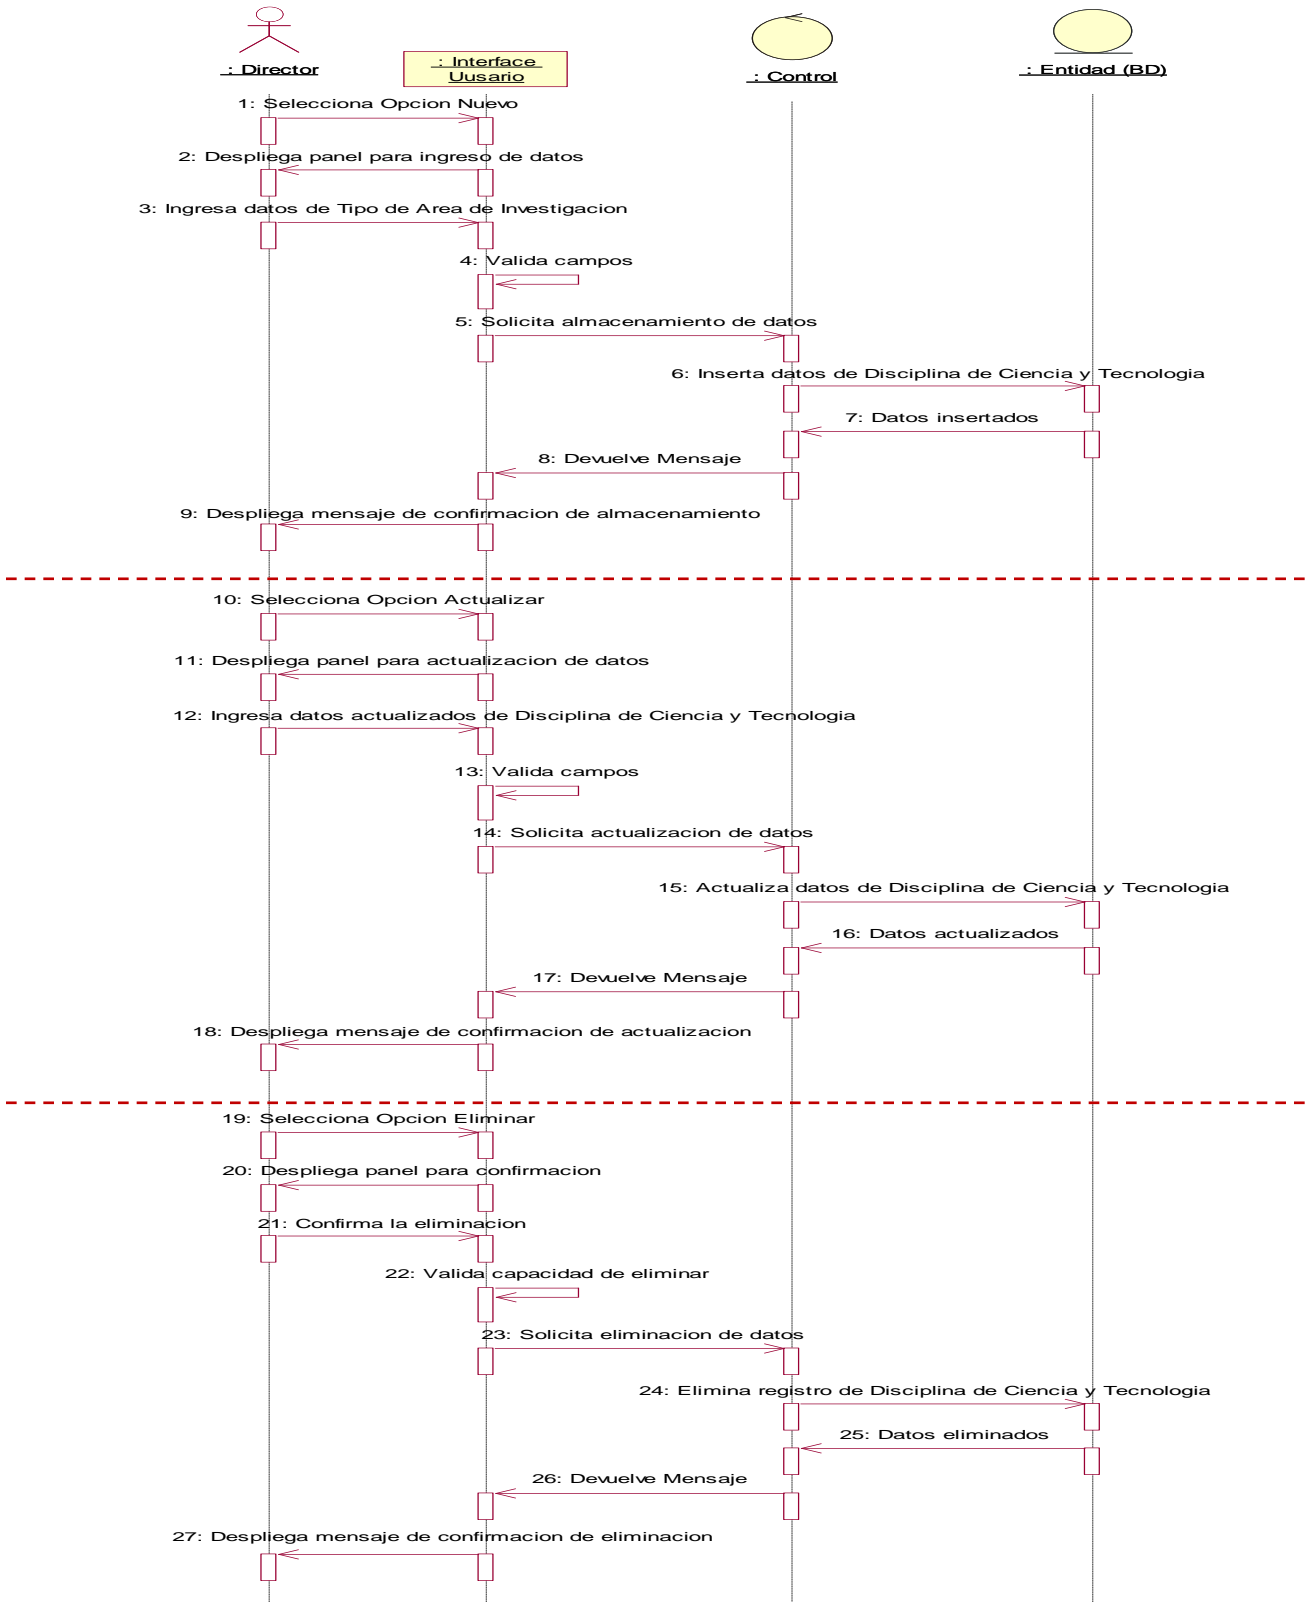 : Director
: Interface
Uusario
: Control
: Entidad (BD)
1: Selecciona Opcion Nuevo
2: Despliega panel para ingreso de datos
3: Ingresa datos de Tipo de Area de Investigacion
4: Valida campos
5: Solicita almacenamiento de datos
6: Inserta datos de Disciplina de Ciencia y Tecnologia
7: Datos insertados
8: Devuelve Mensaje
9: Despliega mensaje de confirmacion de almacenamiento
10: Selecciona Opcion Actualizar
11: Despliega panel para actualizacion de datos
12: Ingresa datos actualizados de Disciplina de Ciencia y Tecnologia
13: Valida campos
14: Solicita actualizacion de datos
15: Actualiza datos de Disciplina de Ciencia y Tecnologia
16: Datos actualizados
17: Devuelve Mensaje
18: Despliega mensaje de confirmacion de actualizacion
19: Selecciona Opcion Eliminar
20: Despliega panel para confirmacion
21: Confirma la eliminacion
22: Valida capacidad de eliminar
23: Solicita eliminacion de datos
24: Elimina registro de Disciplina de Ciencia y Tecnologia
25: Datos eliminados
26: Devuelve Mensaje
27: Despliega mensaje de confirmacion de eliminacion